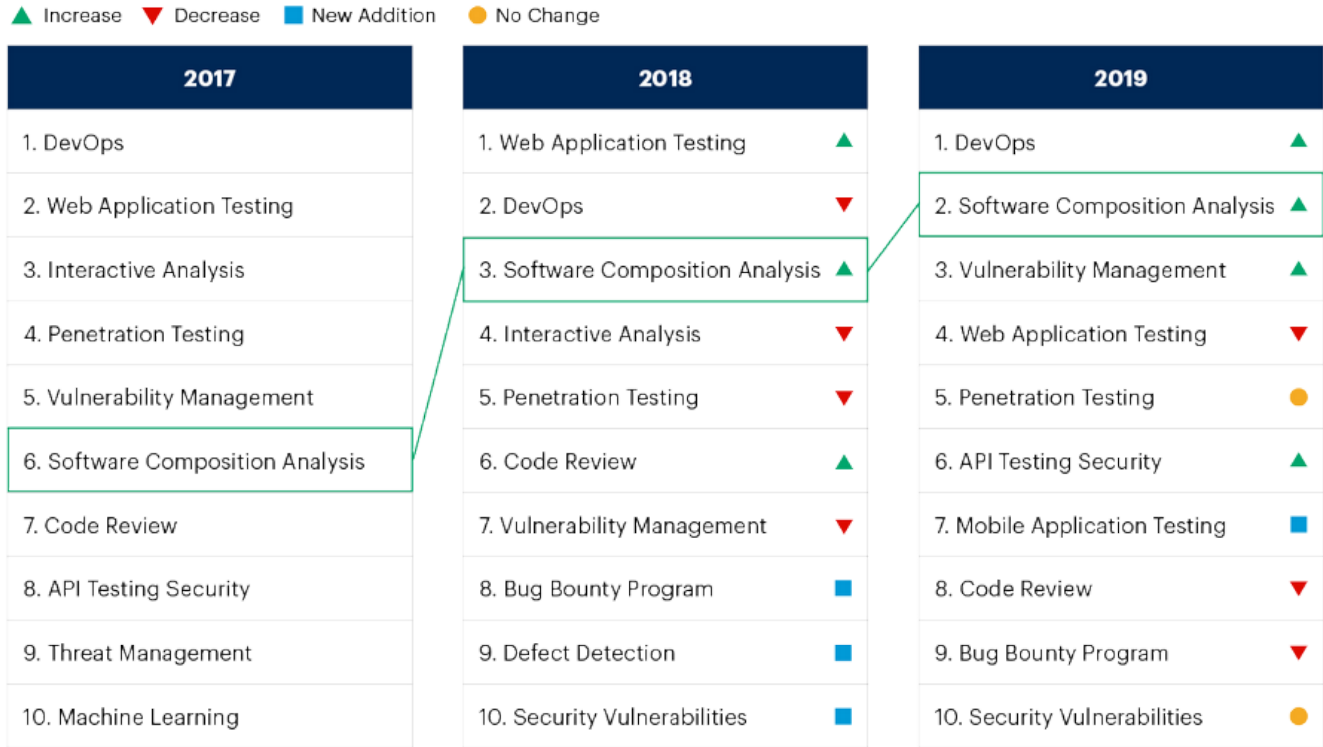 Increase Decrease New Addition No Change
2017
1. DevOps
2. Web Application Testing
3. Interactive Analysis
4. Penetration Testing
5. Vulnerability Management
6. Software Composition Analysis
7. Code Review
8. API Testing Security
9. Threat Management
10. Machine Learning
2018
1. Web Application Testing
2. DevOps
3. Software Composition Analysis
4. Interactive Analysis
5. Penetration Testing
6. Code Review
7. Vulnerability Management
8. Bug Bounty Program
9. Defect Detection
10. Security Vulnerabilities
2019
1. DevOps
2. Software Composition Analysis
3. Vulnerability Management
4. Web Application Testing
5. Penetration Testing
6. API Testing Security
7. Mobile Application Testing
8. Code Review
9. Bug Bounty Program
10. Security Vulnerabilities